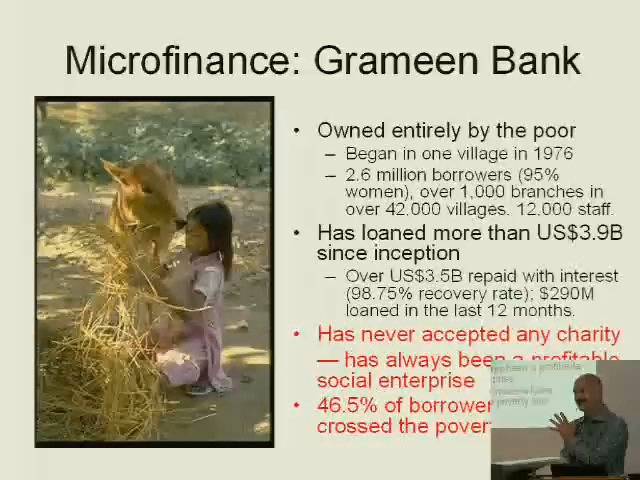 Microfinance: Grameen Bank
• Owned entirely by the poor
– Began in one village in 1976
– 2.6 million borrowers (95%
women), over 1,000 branches in
over 42,000 villages. 12,000 staff.
• Has loaned more than US$3.9B
since inception
– Over US$3.5B repaid with interest
(98.75% recovery rate); $290M
loaned in the last 12 months.
• Has never accepted any charity
— has always been a profitable
social enterprise
• 46.5% of borrower
crossed the pover